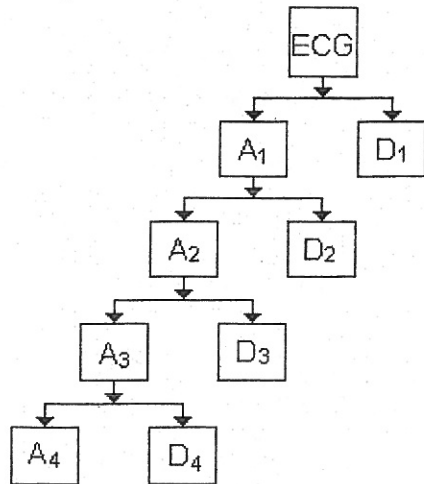 ECG
A₁ D₁
A₂ D₂
A₃ D₃
A₄ D₄